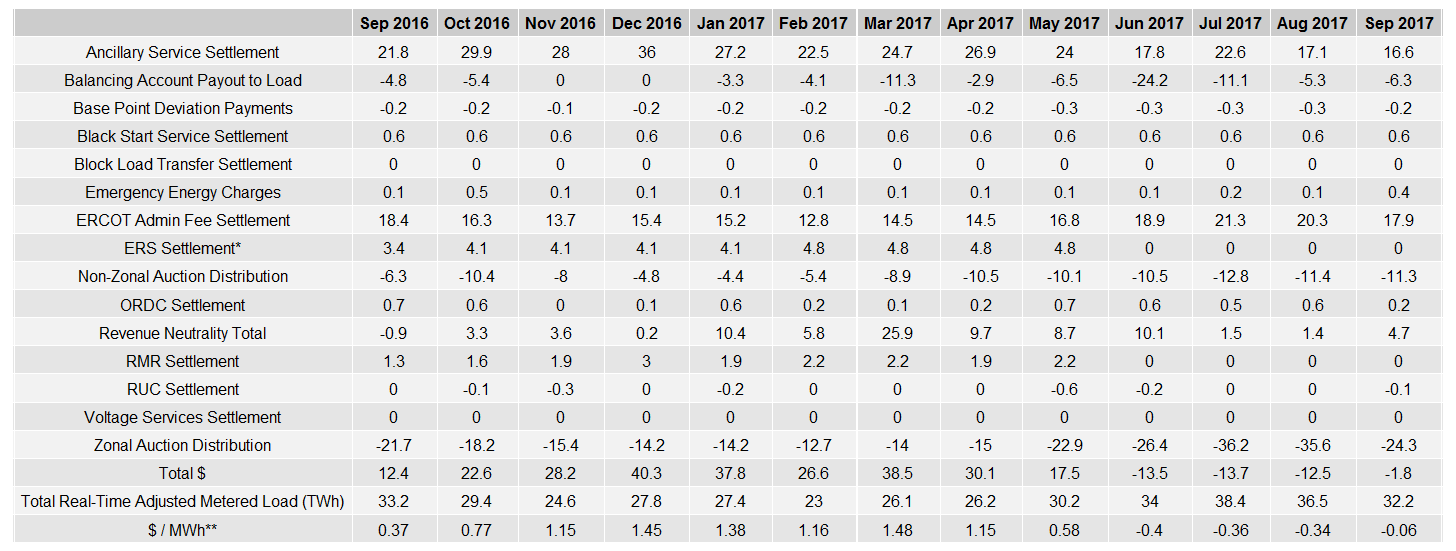 Sep 2016 Oct 2016 Nov 2016 Dec 2016 Jan 2017 Feb 2017 Mar 2017 Apr 2017 May 2017 Jun 2017 Jul 2017 Aug 2017 Sep 2017
Ancillary Service Settlement 21.8 29.9 28 36 27.2 22.5 24.7 26.9 24 17.8 22.6 17.1 16.6
Balancing Account Payout to Load -4.8 -5.4 0 0 -3.3 -4.1 -11.3 -2.9 -6.5 -24.2 -11.1 -5.3 -6.3
Base Point Deviation Payments -0.2 -0.2 -0.1 -0.2 -0.2 -0.2 -0.2 -0.2 -0.3 -0.3 -0.3 -0.3 -0.2
Black Start Service Settlement 0.6 0.6 0.6 0.6 0.6 0.6 0.6 0.6 0.6 0.6 0.6 0.6 0.6
Block Load Transfer Settlement 0 0 0 0 0 0 0 0 0 0 0 0 0
Emergency Energy Charges 0.1 0.5 0.1 0.1 0.1 0.1 0.1 0.1 0.1 0.1 0.2 0.1 0.4
ERCOT Admin Fee Settlement 18.4 16.3 13.7 15.4 15.2 12.8 14.5 14.5 16.8 18.9 21.3 20.3 17.9
ERS Settlement* 3.4 4.1 4.1 4.1 4.1 4.8 4.8 4.8 4.8 0 0 0 0
Non-Zonal Auction Distribution -6.3 -10.4 -8 -4.8 -4.4 -5.4 -8.9 -10.5 -10.1 -10.5 -12.8 -11.4 -11.3
ORDC Settlement 0.7 0.6 0 0.1 0.6 0.2 0.1 0.2 0.7 0.6 0.5 0.6 0.2
Revenue Neutrality Total -0.9 3.3 3.6 0.2 10.4 5.8 25.9 9.7 8.7 10.1 1.5 1.4 4.7
RMR Settlement 1.3 1.6 1.9 3 1.9 2.2 2.2 1.9 2.2 0 0 0 0
RUC Settlement 0 -0.1 -0.3 0 -0.2 0 0 0 -0.6 -0.2 0 0 -0.1
Voltage Services Settlement 0 0 0 0 0 0 0 0 0 0 0 0 0
Zonal Auction Distribution -21.7 -18.2 -15.4 -14.2 -14.2 -12.7 -14 -15 -22.9 -26.4 -36.2 -35.6 -24.3
Total $ 12.4 22.6 28.2 40.3 37.8 26.6 38.5 30.1 17.5 -13.5 -13.7 -12.5 -1.8
Total Real-Time Adjusted Metered Load (TWh) 33.2 29.4 24.6 27.8 27.4 23 26.1 26.2 30.2 34 38.4 36.5 32.2
$ / MWh** 0.37 0.77 1.15 1.45 1.38 1.16 1.48 1.15 0.58 -0.4 -0.36 -0.34 -0.06